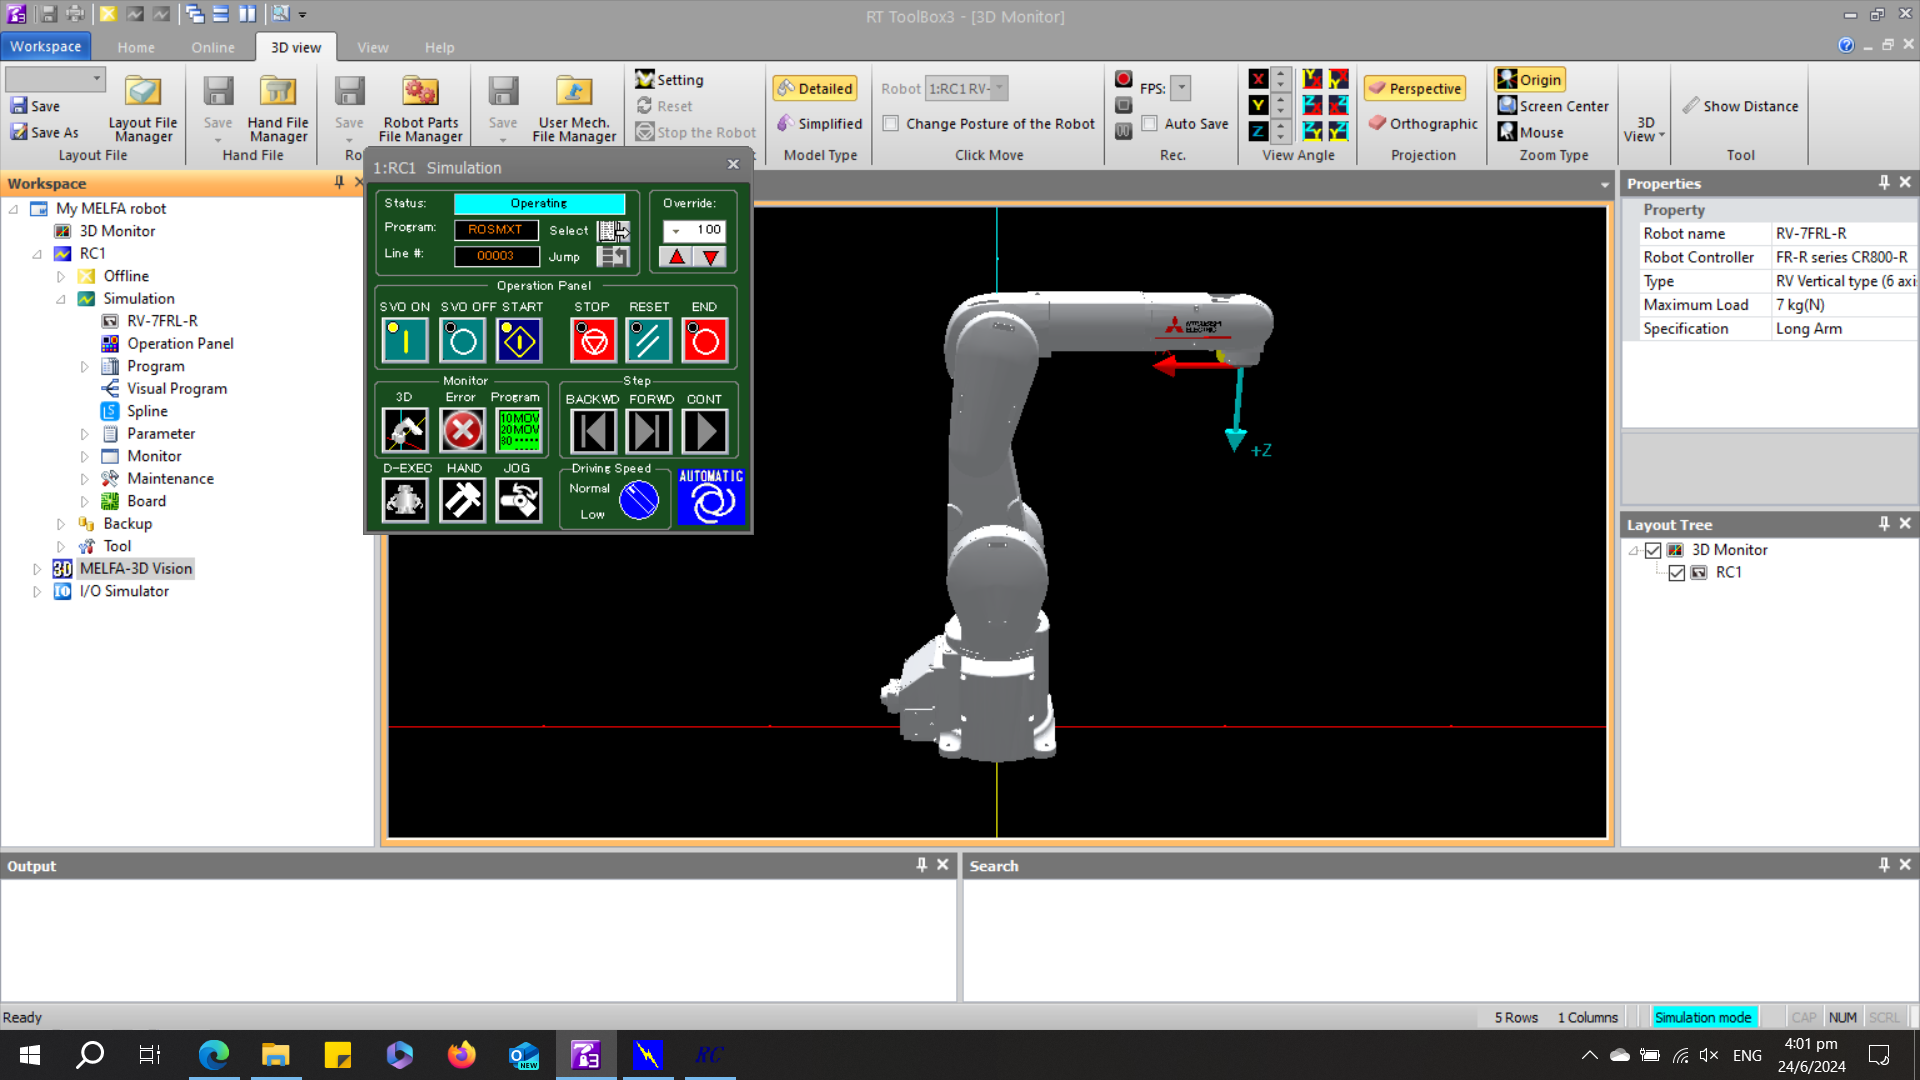 RT ToolBox3 - [3D Monitor]
Workspace
Home
Online
3D view
View
Help
Save
Save As
Layout File
Manager
Layout File
Save
Hand File
Manager
Hand File
Save
Robot Parts
File Manager
Save
User Mech.
File Manager
Setting
Reset
Stop the Robot
Detailed
Simplified
Model Type
Robot
1:RC1 RV-
Change Posture of the Robot
Click Move
FPS:
Auto Save
Rec.
X
Y
Z
View Angle
Perspective
Orthographic
Projection
Origin
Screen Center
Mouse
Zoom Type
3D
View
Show Distance
Tool
Workspace
My MELFA robot
3D Monitor
RC1
Offline
Simulation
RV-7FRL-R
Operation Panel
Program
Visual Program
Spline
Parameter
Monitor
Maintenance
Board
Backup
Tool
MELFA-3D Vision
I/O Simulator
1:RC1 Simulation
Status:
Operating
Program:
ROSMXT
Select
Line #:
00003
Jump
Override:
100
Operation Panel
SVO ON
SVO OFF
START
STOP
RESET
END
Monitor
3D
Error
Program
10MOV
20MOV
Step
BACKWD
FORWD
CONT
D-EXEC
HAND
JOG
Driving Speed
Normal
Low
AUTOMATIC
MITSUBISHI
ELECTRIC
+Z
Properties
Property
Robot name RV-7FRL-R
Robot Controller FR-R series CR800-R
Type RV Vertical type (6 axi
Maximum Load 7 kg(N)
Specification Long Arm
Layout Tree
3D Monitor
RC1
Output
Search
Ready
5 Rows
1 Columns
Simulation mode
CAP
NUM
SCRL
RC
ENG
4:01 pm
24/6/2024